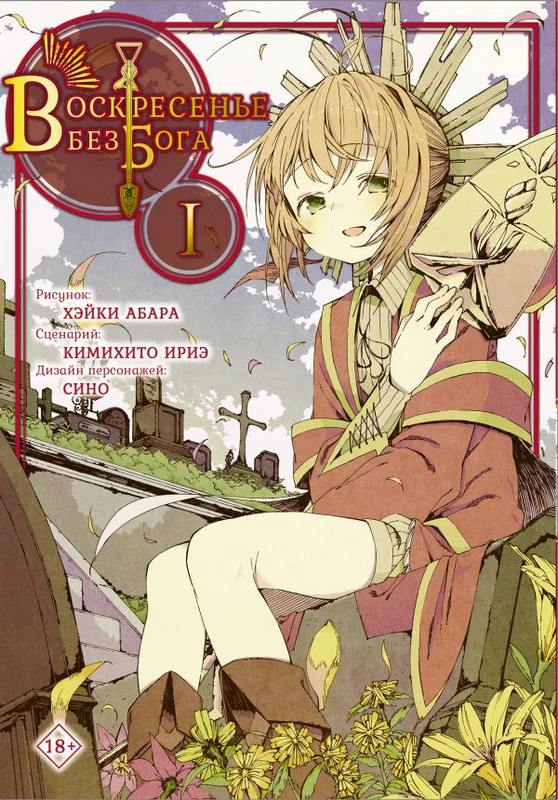 Воскресенье
без Бога
I
Рисунок:
ХЭЙКИ АБАРА
Сценарий:
КИМИХИТО ИРИЭ
Дизайн персонажей:
СИНО
18+